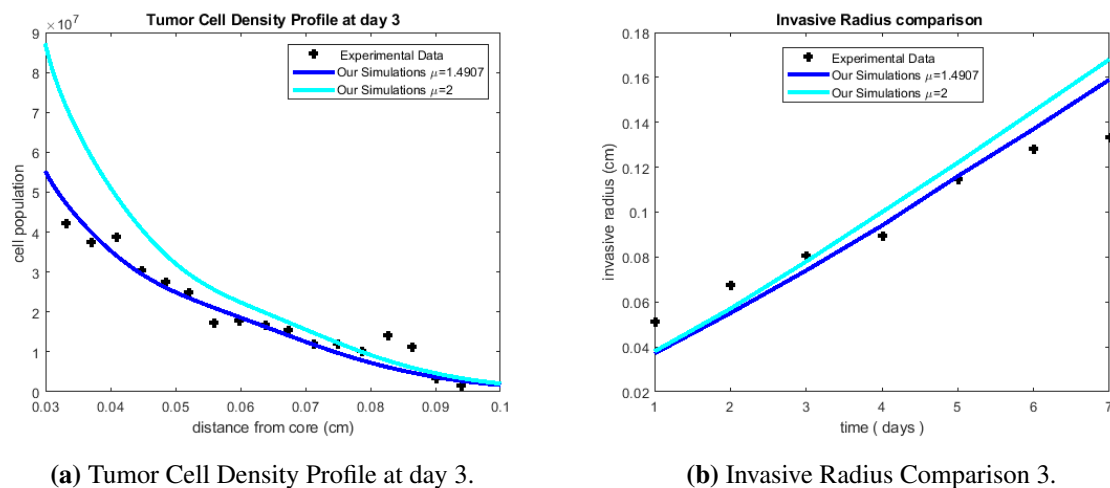 Tumor Cell Density Profile at day 3
×10⁷
9
8
7
6
5
4
3
2
1
0
cell population
Experimental Data
Our Simulations μ=1.4907
Our Simulations μ=2
0.03 0.04 0.05 0.06 0.07 0.08 0.09 0.1
distance from core (cm)
(a) Tumor Cell Density Profile at day 3.
Invasive Radius comparison
0.18
0.16
0.14
0.12
0.1
0.08
0.06
0.04
0.02
invasive radius (cm)
Experimental Data
Our Simulations μ=1.4907
Our Simulations μ=2
1 2 3 4 5 6 7
time ( days )
(b) Invasive Radius Comparison 3.